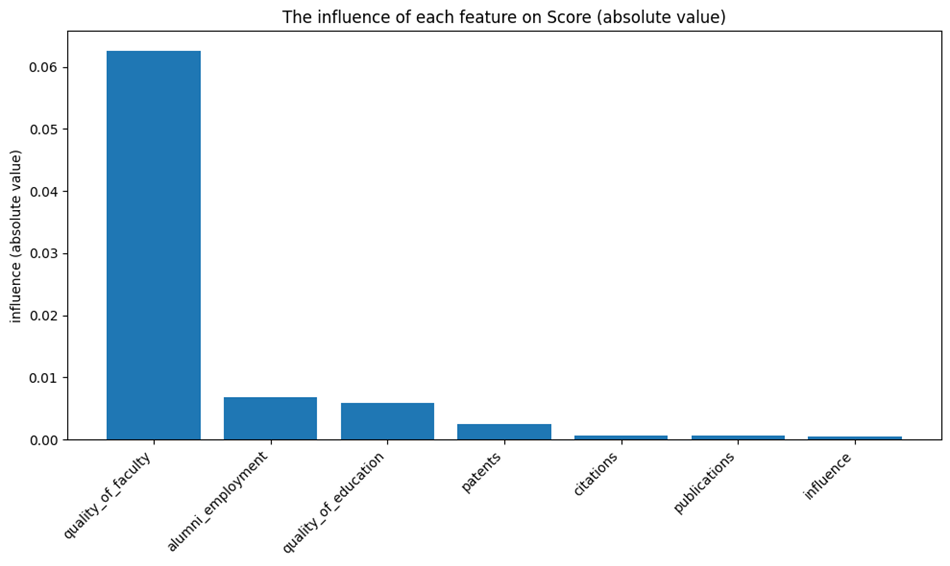 The influence of each feature on Score (absolute value)
influence (absolute value)
0.06
0.05
0.04
0.03
0.02
0.01
0.00
quality_of_faculty
alumni_employment
quality_of_education
patents
citations
publications
influence